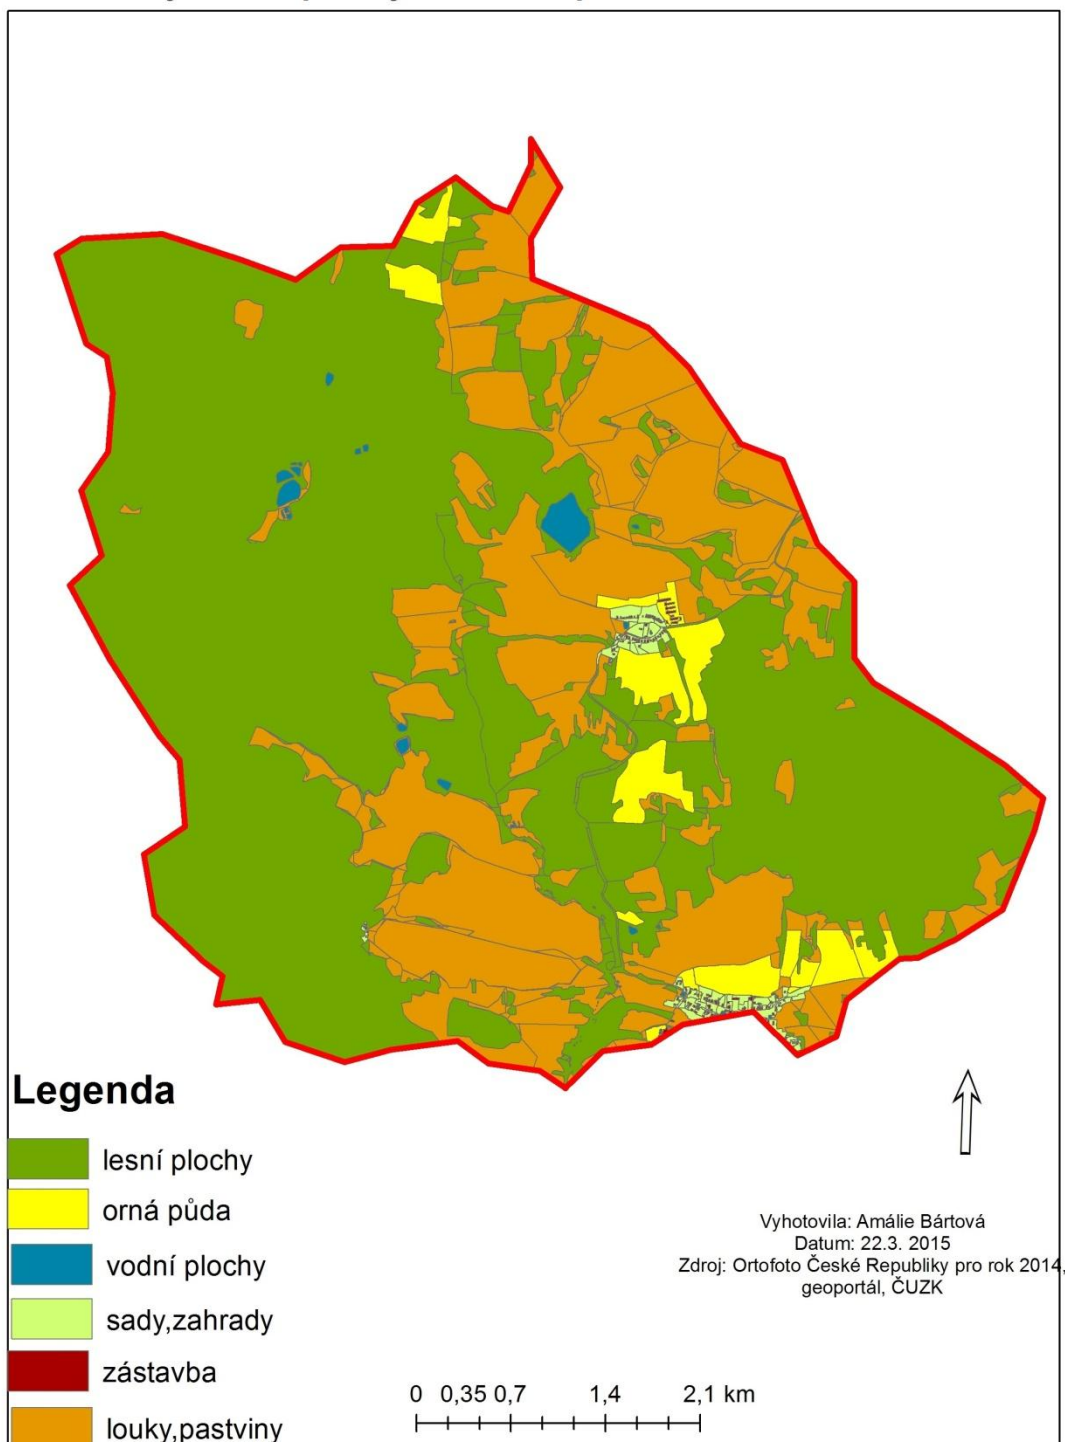 Legenda
lesní plochy
orná půda
vodní plochy
sady,zahrady
zástavba
louky,pastviny
Vyhotovila: Amálie Bártová
Datum: 22.3. 2015
Zdroj: Ortofoto České Republiky pro rok 2014,
geoportál, ČUZK
0 0,35 0,7 1,4 2,1 km